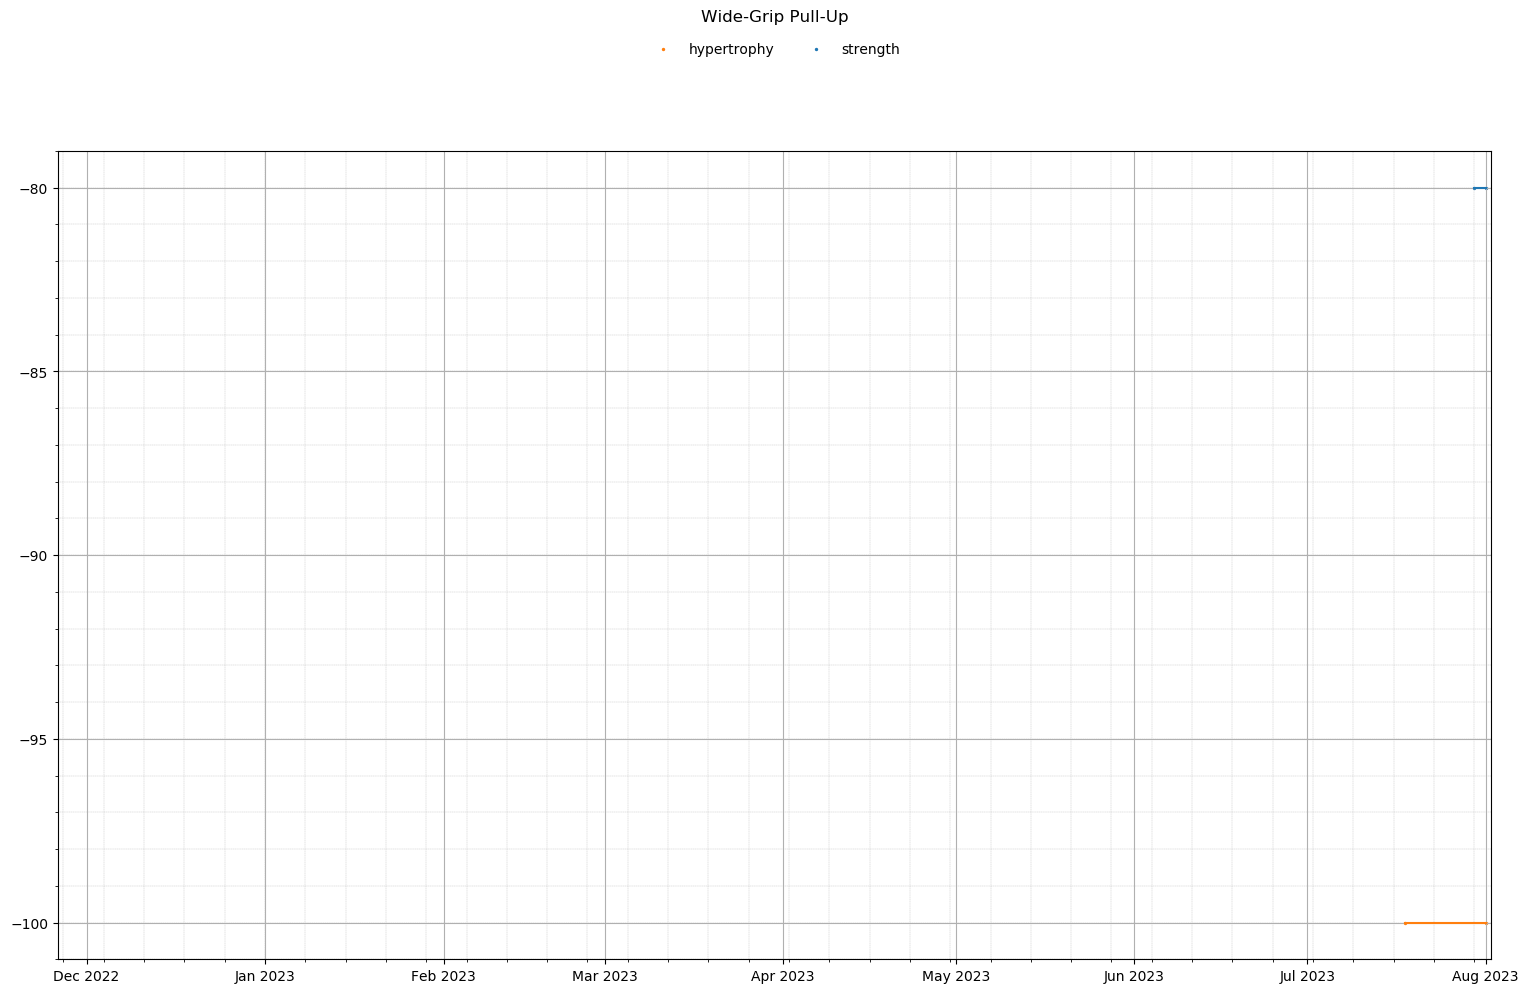 Wide-Grip Pull-Up
hypertrophy strength
−80
−85
−90
−95
−100
Dec 2022 Jan 2023 Feb 2023 Mar 2023 Apr 2023 May 2023 Jun 2023 Jul 2023 Aug 2023